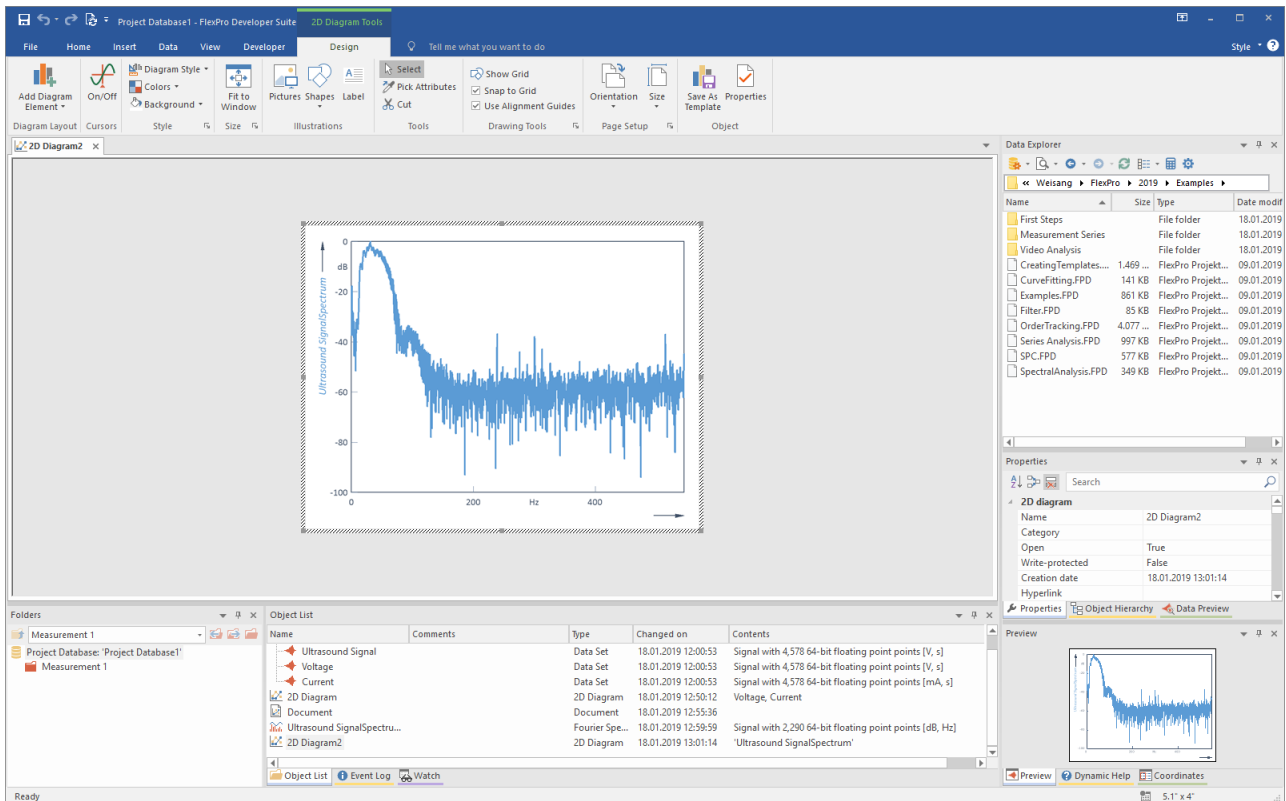 Project Database1 - FlexPro Developer Suite
2D Diagram Tools
File Home Insert Data View Developer Design Tell me what you want to do Style
Add Diagram Element
On/Off
Diagram Style
Colors
Background
Fit to Window
Pictures Shapes Label
Select
Pick Attributes
Cut
Show Grid
Snap to Grid
Use Alignment Guides
Orientation Size
Save As Template
Properties
Diagram Layout Cursors Style Size Illustrations Tools Drawing Tools Page Setup Object
2D Diagram2
Ultrasound SignalSpectrum
0
dB
-20
-40
-60
-80
-100
0 200 Hz 400
Data Explorer
« Weisang FlexPro 2019 Examples
Name Size Type Date modif
First Steps File folder 18.01.2019
Measurement Series File folder 18.01.2019
Video Analysis File folder 18.01.2019
CreatingTemplates.... 1.469 ... FlexPro Projekt... 09.01.2019
CurveFitting.FPD 141 KB FlexPro Projekt... 09.01.2019
Examples.FPD 861 KB FlexPro Projekt... 09.01.2019
Filter.FPD 85 KB FlexPro Projekt... 09.01.2019
OrderTracking.FPD 4.077 ... FlexPro Projekt... 09.01.2019
Series Analysis.FPD 997 KB FlexPro Projekt... 09.01.2019
SPC.FPD 577 KB FlexPro Projekt... 09.01.2019
SpectralAnalysis.FPD 349 KB FlexPro Projekt... 09.01.2019
Properties
Search
2D diagram
Name 2D Diagram2
Category
Open True
Write-protected False
Creation date 18.01.2019 13:01:14
Hyperlink
Properties Object Hierarchy Data Preview
Folders
Measurement 1
Project Database: 'Project Database1'
Measurement 1
Object List
Name Comments Type Changed on Contents
Ultrasound Signal Data Set 18.01.2019 12:00:53 Signal with 4,578 64-bit floating point points [V, s]
Voltage Data Set 18.01.2019 12:00:53 Signal with 4,578 64-bit floating point points [V, s]
Current Data Set 18.01.2019 12:00:53 Signal with 4,578 64-bit floating point points [mA, s]
2D Diagram 2D Diagram 18.01.2019 12:50:12 Voltage, Current
Document Document 18.01.2019 12:55:36
Ultrasound SignalSpectru... Fourier Spe... 18.01.2019 12:59:59 Signal with 2,290 64-bit floating point points [dB, Hz]
2D Diagram2 2D Diagram 18.01.2019 13:01:14 'Ultrasound SignalSpectrum'
Object List Event Log Watch
Preview
Preview Dynamic Help Coordinates
Ready
5.1" x 4"